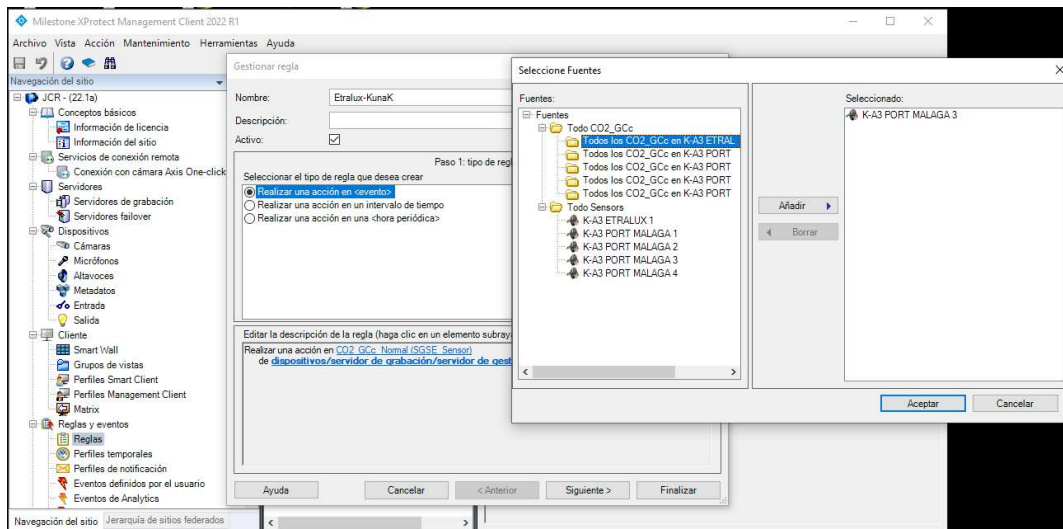 Milestone XProtect Management Client 2022 R1
Archivo Vista Acción Mantenimiento Herramientas Ayuda
Navegación del sitio
JCR - (22.1a)
Conceptos básicos
Información de licencia
Información del sitio
Servicios de conexión remota
Conexión con cámara Axis One-click
Servidores
Servidores de grabación
Servidores failover
Dispositivos
Cámaras
Micrófonos
Altavoces
Metadatos
Entrada
Salida
Cliente
Smart Wall
Grupos de vistas
Perfiles Smart Client
Perfiles Management Client
Matrix
Reglas y eventos
Reglas
Perfiles temporales
Perfiles de notificación
Eventos definidos por el usuario
Eventos de Analytics
Navegación del sitio Jerarquía de sitios federados
Gestionar regla
Nombre: Etralux-KunaK
Descripción:
Activo:
Paso 1: tipo de regl
Seleccionar el tipo de regla que desea crear
Realizar una acción en <evento>
Realizar una acción en un intervalo de tiempo
Realizar una acción en una <hora periódica>
Editar la descripción de la regla (haga clic en un elemento subray
Realizar una acción en CO2_GCc_Normal (SGSE_Sensor)
de dispositivos/servidor de grabación/servidor de gest
Ayuda Cancelar < Anterior Siguiente > Finalizar
Seleccione Fuentes
Fuentes:
Fuentes
Todo CO2_GCc
Todos los CO2_GCc en K-A3 ETRAL
Todos los CO2_GCc en K-A3 PORT
Todos los CO2_GCc en K-A3 PORT
Todos los CO2_GCc en K-A3 PORT
Todos los CO2_GCc en K-A3 PORT
Todo Sensors
K-A3 ETRALUX 1
K-A3 PORT MALAGA 1
K-A3 PORT MALAGA 2
K-A3 PORT MALAGA 3
K-A3 PORT MALAGA 4
Añadir
Borrar
Seleccionado:
K-A3 PORT MALAGA 3
Aceptar Cancelar